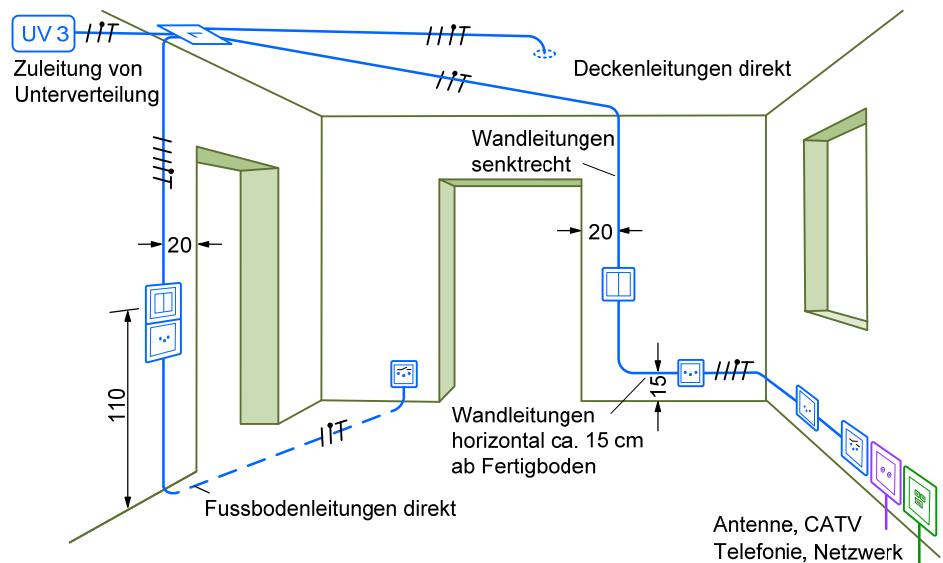 UV 3
Zuleitung von
Unterverteilung
Deckenleitungen direkt
Wandleitungen
senktrecht
20
20
110
15
Wandleitungen
horizontal ca. 15 cm
ab Fertigboden
Fussbodenleitungen direkt
Antenne, CATV
Telefonie, Netzwerk